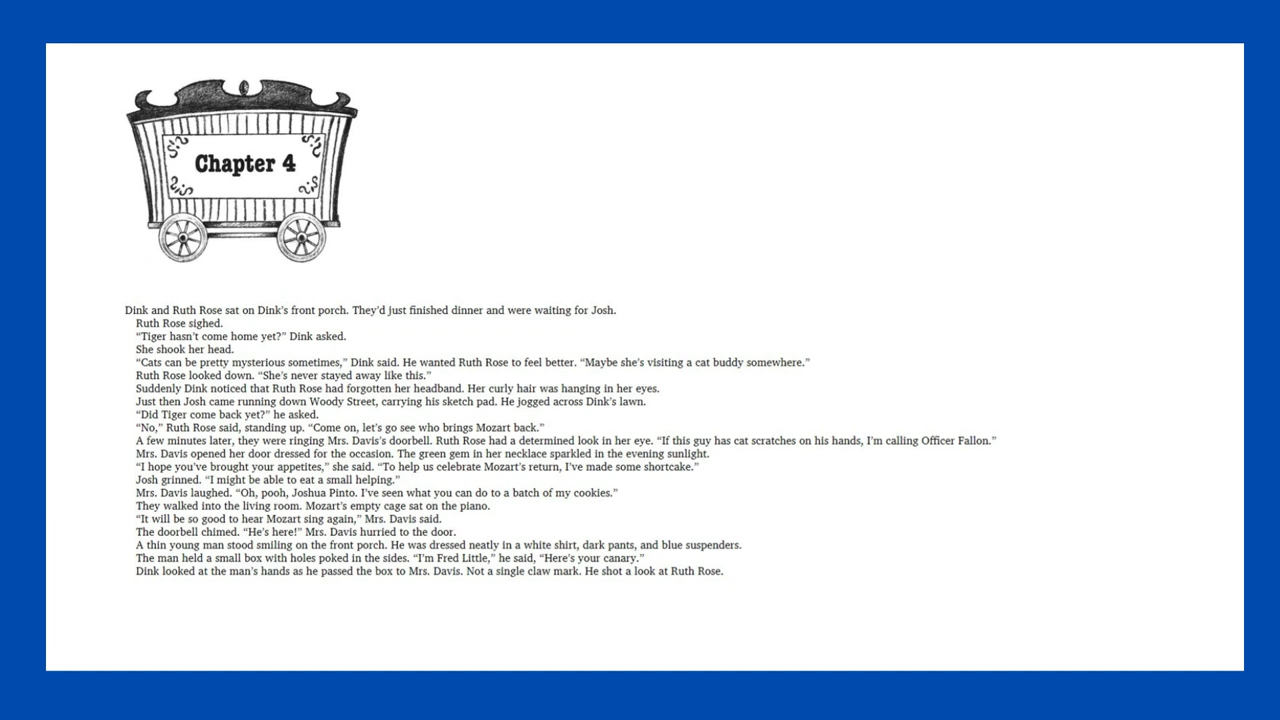 Chapter 4
Dink and Ruth Rose sat on Dink’s front porch. They’d just finished dinner and were waiting for Josh.
Ruth Rose sighed.
“Tiger hasn’t come home yet?” Dink asked.
She shook her head.
“Cats can be pretty mysterious sometimes,” Dink said. He wanted Ruth Rose to feel better. “Maybe she’s visiting a cat buddy somewhere.”
Ruth Rose looked down. “She’s never stayed away like this.”
Suddenly Dink noticed that Ruth Rose had forgotten her headband. Her curly hair was hanging in her eyes.
Just then Josh came running down Woody Street, carrying his sketch pad. He jogged across Dink’s lawn.
“Did Tiger come back yet?” he asked.
“No,” Ruth Rose said, standing up. “Come on, let’s go see who brings Mozart back.”
A few minutes later, they were ringing Mrs. Davis’s doorbell. Ruth Rose had a determined look in her eye. “If this guy has cat scratches on his hands, I’m calling Officer Fallon.”
Mrs. Davis opened her door dressed for the occasion. The green gem in her necklace sparkled in the evening sunlight.
“I hope you’ve brought your appetites,” she said. “To help us celebrate Mozart’s return, I’ve made some shortcake.”
Josh grinned. “I might be able to eat a small helping.”
Mrs. Davis laughed. “Oh, pooh, Joshua Pinto. I’ve seen what you can do to a batch of my cookies.”
They walked into the living room. Mozart’s empty cage sat on the piano.
“It will be so good to hear Mozart sing again,” Mrs. Davis said.
The doorbell chimed. “He’s here!” Mrs. Davis hurried to the door.
A thin young man stood smiling on the front porch. He was dressed neatly in a white shirt, dark pants, and blue suspenders.
The man held a small box with holes poked in the sides. “I’m Fred Little,” he said, “Here’s your canary.”
Dink looked at the man’s hands as he passed the box to Mrs. Davis. Not a single claw mark. He shot a look at Ruth Rose.